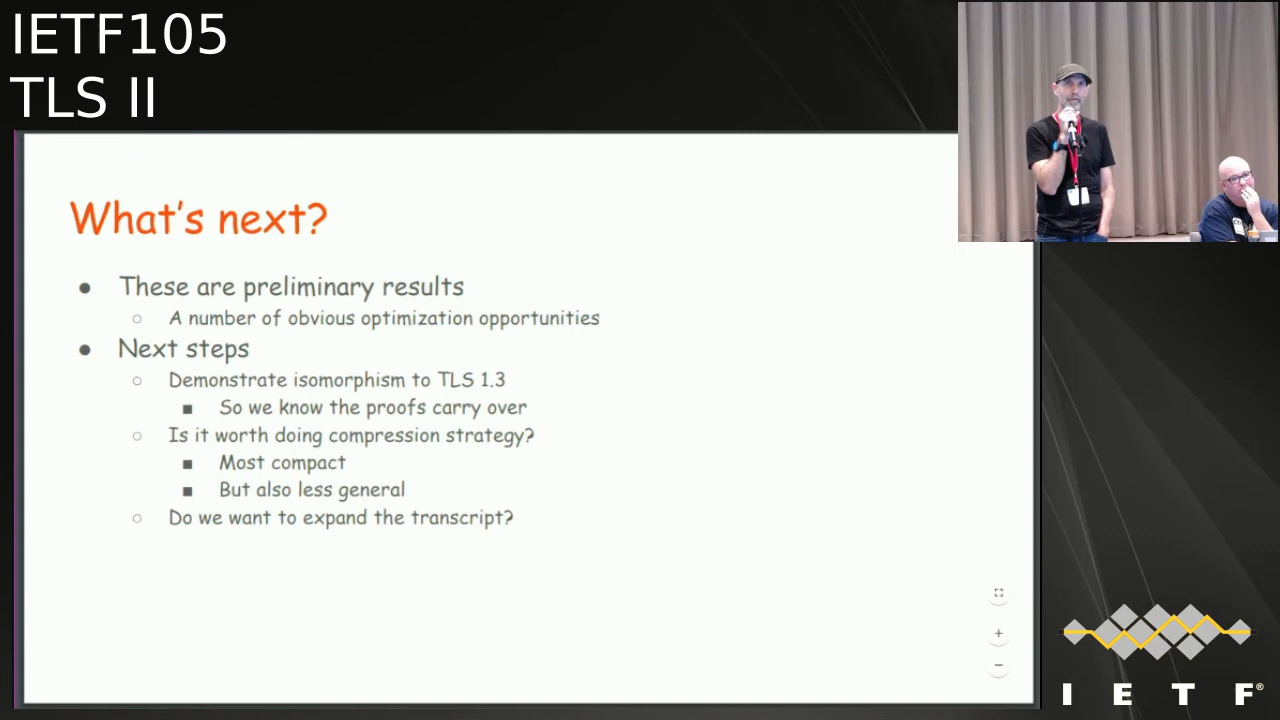 IETF105
TLS II
What's next?
● These are preliminary results
○ A number of obvious optimization opportunities
● Next steps
○ Demonstrate isomorphism to TLS 1.3
■ So we know the proofs carry over
○ Is it worth doing compression strategy?
■ Most compact
■ But also less general
○ Do we want to expand the transcript?
I E T F®